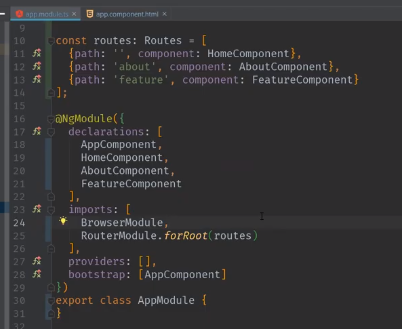 app.module.ts × app.component.html ×
9
10 const routes: Routes = [
11 {path: '', component: HomeComponent},
12 {path: 'about', component: AboutComponent},
13 {path: 'feature', component: FeatureComponent}
14 ];
15
16 @NgModule({
17 declarations: [
18 AppComponent,
19 HomeComponent,
20 AboutComponent,
21 FeatureComponent
22 ],
23 imports: [
24 BrowserModule,
25 RouterModule.forRoot(routes)
26 ],
27 providers: [],
28 bootstrap: [AppComponent]
29 })
30 export class AppModule {
31 }
32